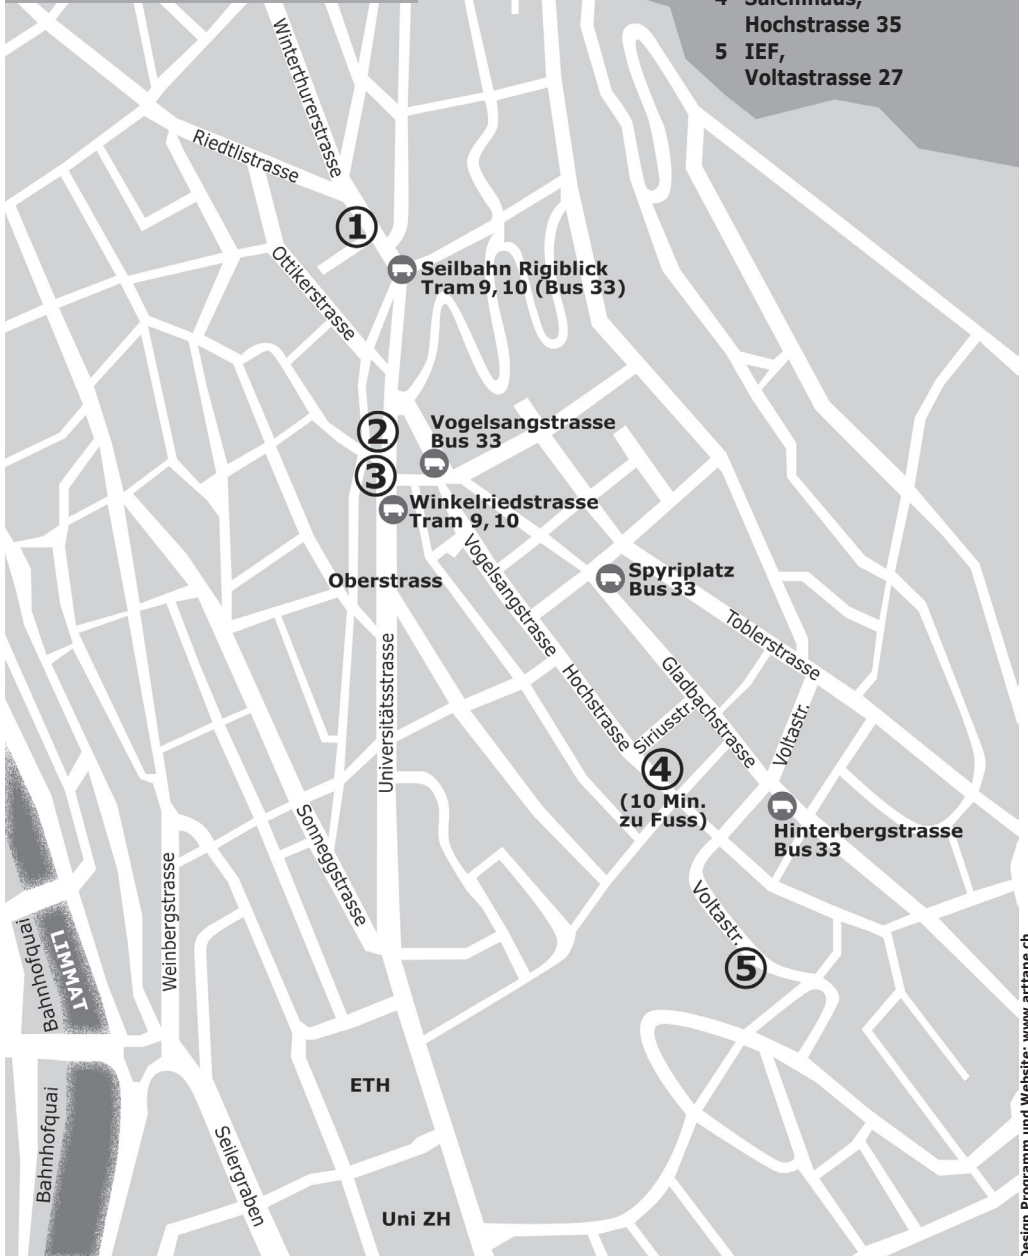 4 Salemhaus,
Hochstrasse 35
5 IEF,
Voltastrasse 27
Winterthurerstrasse
Riedtlistrasse
1
Ottikerstrasse
Seilbahn Rigiblick
Tram 9, 10 (Bus 33)
2
Vogelsangstrasse
Bus 33
3
Winkelriedstrasse
Tram 9, 10
Vogelsangstrasse
Oberstrass
Spyriplatz
Bus 33
Toblerstrasse
Universitätsstrasse
Hochstrasse
Gladbachstrasse
Siriusstr.
Voltastr.
4
(10 Min.
zu Fuss)
Hinterbergstrasse
Bus 33
Sonneggstrasse
Weinbergstrasse
Voltastr.
5
Bahnhofquai
LIMMAT
ETH
Bahnhofquai
Seilergraben
Uni ZH
Design Programm und Website: www.arttane.ch